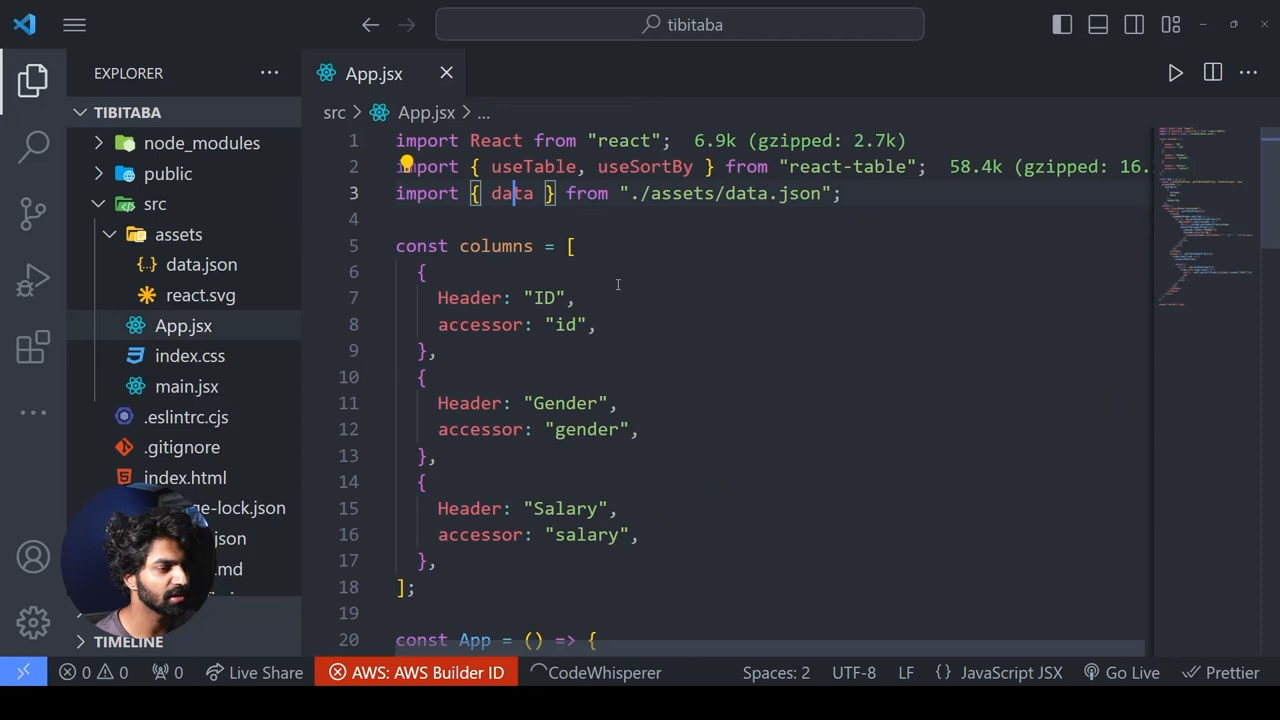 tibitaba
EXPLORER
TIBITABA
node_modules
public
src
assets
data.json
react.svg
App.jsx
index.css
main.jsx
.eslintrc.cjs
.gitignore
index.html
ge-lock.json
.json
.md
TIMELINE
App.jsx
src > App.jsx > ...
1 import React from "react"; 6.9k (gzipped: 2.7k)
2 import { useTable, useSortBy } from "react-table"; 58.4k (gzipped: 16.
3 import { data } from "./assets/data.json";
4
5 const columns = [
6 {
7 Header: "ID",
8 accessor: "id",
9 },
10 {
11 Header: "Gender",
12 accessor: "gender",
13 },
14 {
15 Header: "Salary",
16 accessor: "salary",
17 },
18 ];
19
20 const App = () => {
0 0 0 Live Share AWS: AWS Builder ID CodeWhisperer Spaces: 2 UTF-8 LF {} JavaScript JSX Go Live Prettier